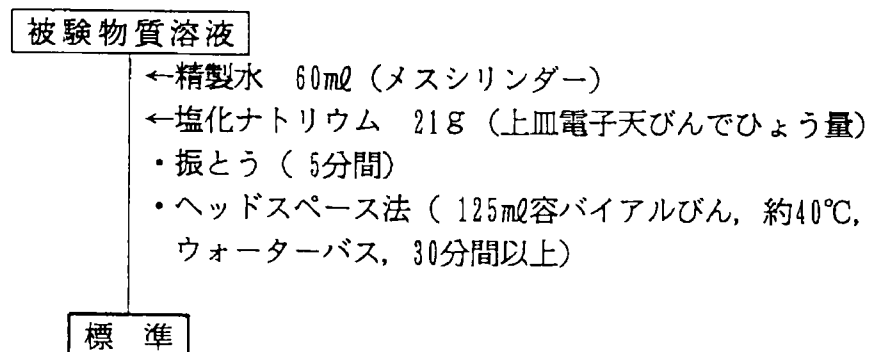 被験物質溶液
←精製水 60mℓ (メスシリンダー)
←塩化ナトリウム 21g (上皿電子天びんでひょう量)
・振とう ( 5分間)
・ヘッドスペース法 ( 125mℓ容バイアルびん, 約40℃,
ウォーターバス, 30分間以上)
標 準